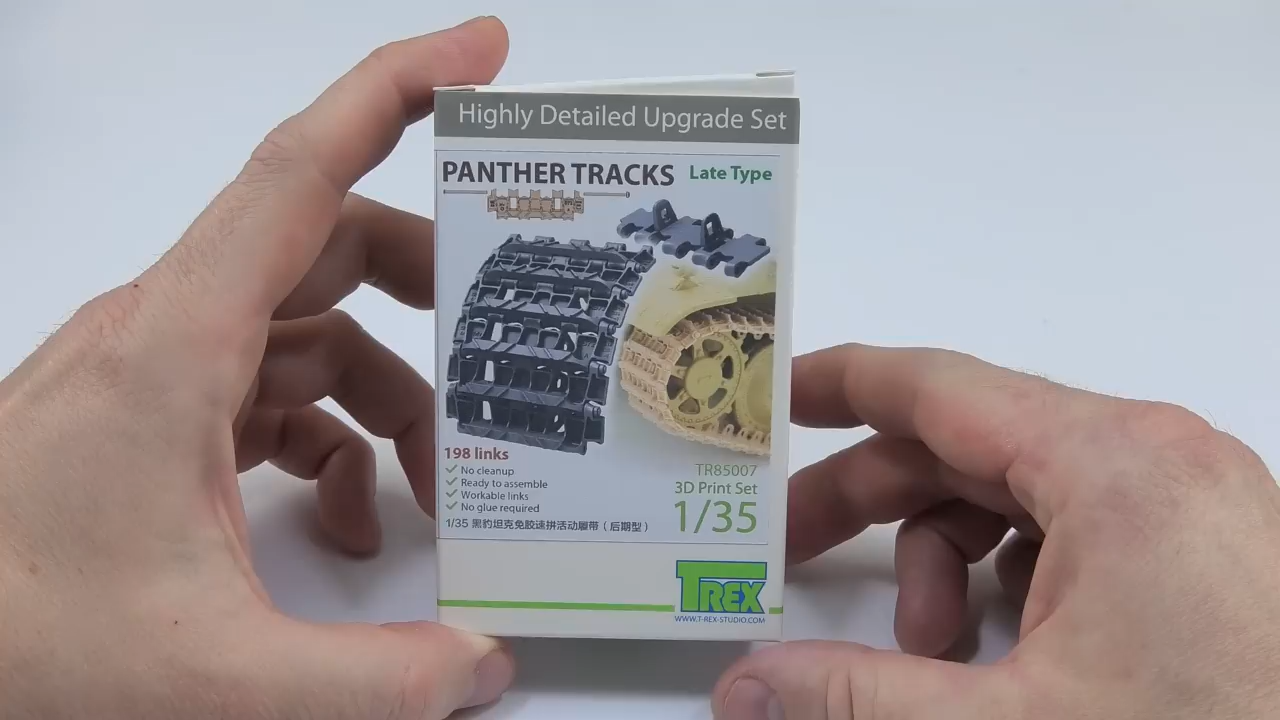 Highly Detailed Upgrade Set
PANTHER TRACKS Late Type
198 links
No cleanup
Ready to assemble
Workable links
No glue required
1/35 黑豹坦克免胶速拼活动履带（后期型）
TR85007
3D Print Set
1/35
TREX
WWW.T-REX-STUDIO.COM